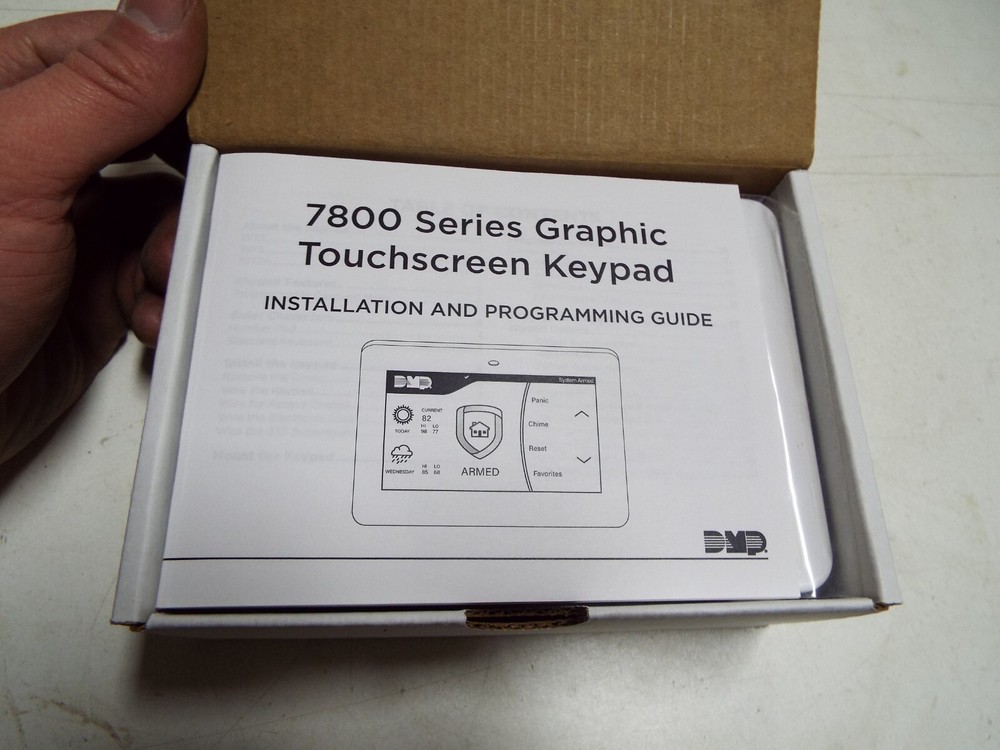 7800 Series Graphic
Touchscreen Keypad
INSTALLATION AND PROGRAMMING GUIDE
DMP
System Armed
CURRENT
82
HI LO
98 77
TODAY
HI LO
85 68
WEDNESDAY
ARMED
Panic
Chime
Reset
Favorites
DMP